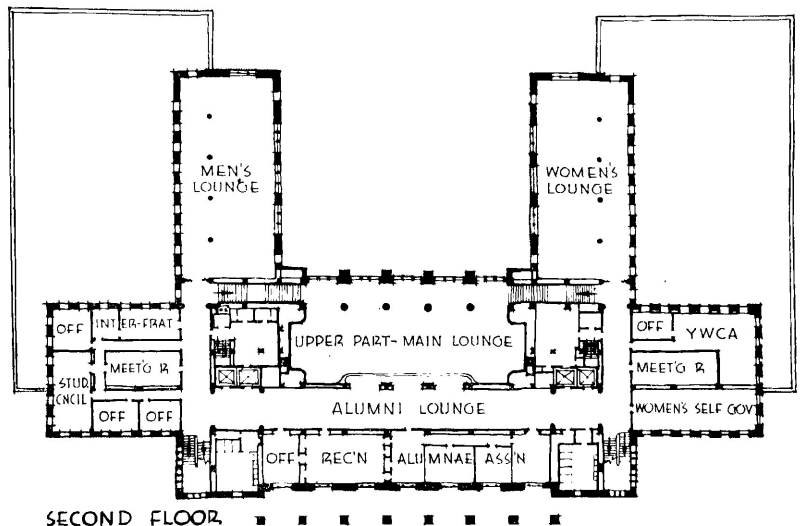 MEN'S
LOUNGE
WOMEN'S
LOUNGE
OFF
INTER-FRAT
UPPER PART-MAIN LOUNGE
OFF
YWCA
MEET'G R
MEET'G R
STUD.
CNCIL
OFF
OFF
ALUMNI LOUNGE
WOMEN'S SELF GOV'T
OFF
REC'N
ALUMNAE ASS'N
SECOND FLOOR